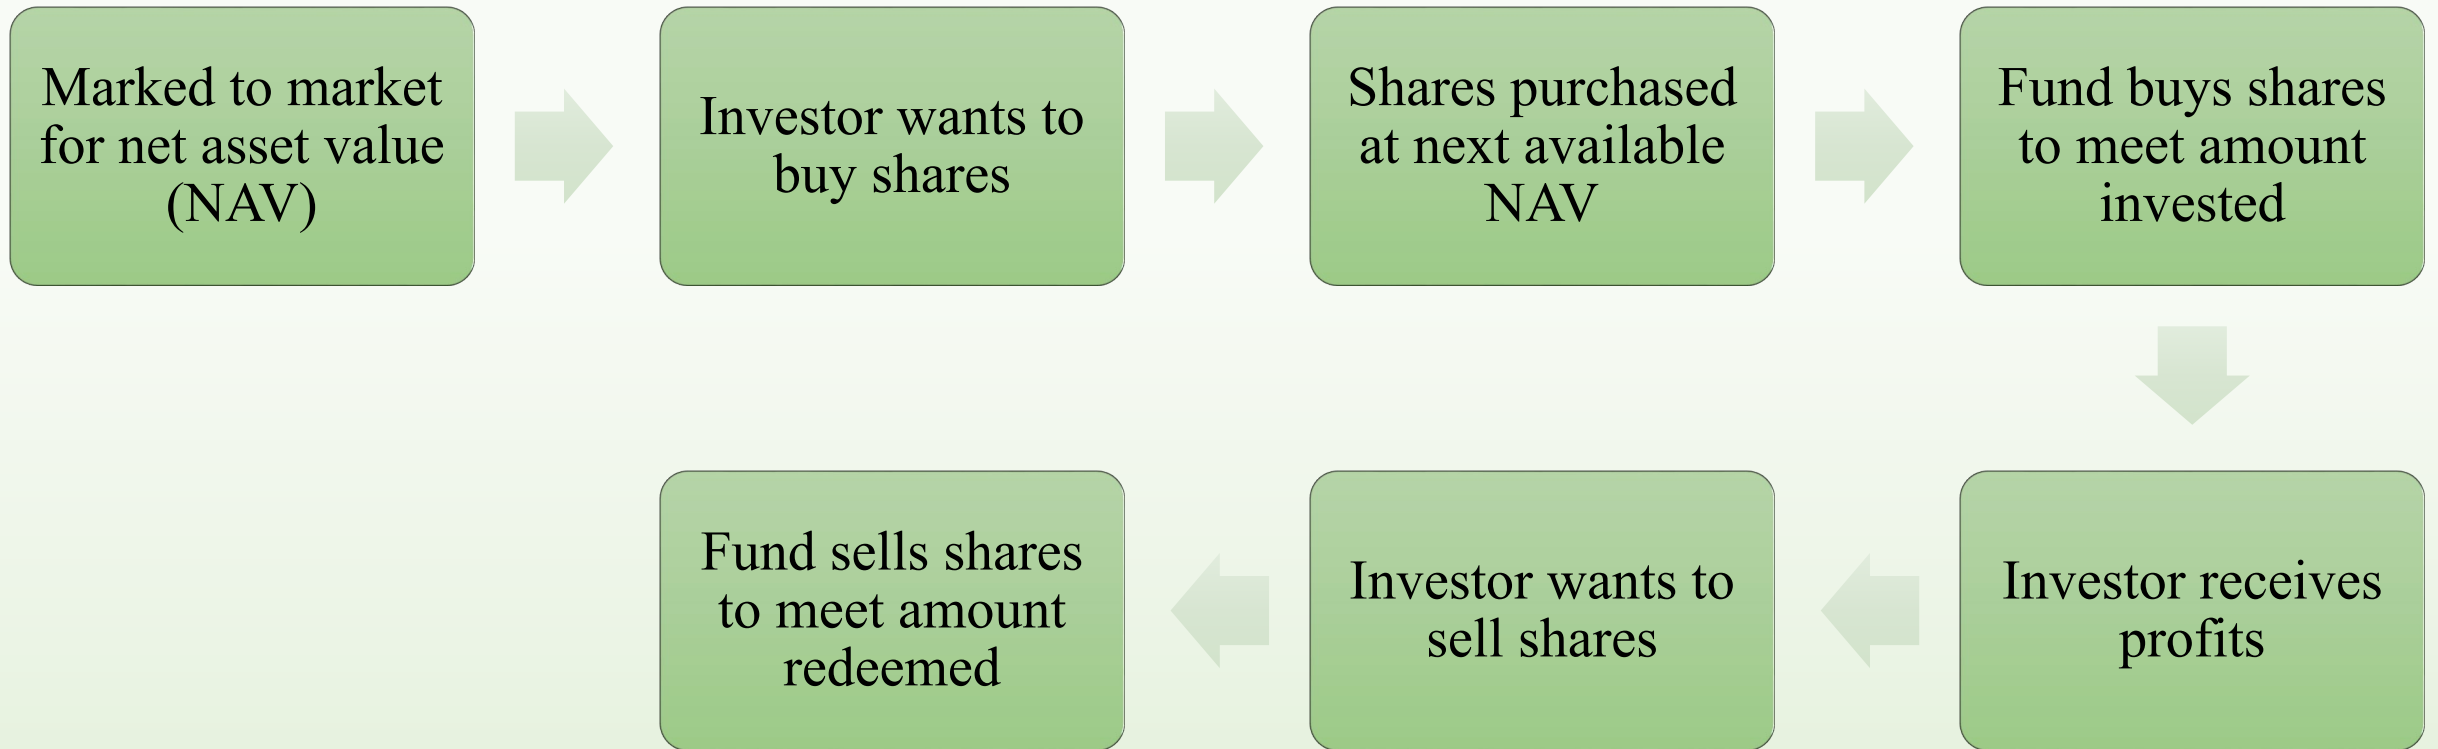 Marked to market
for net asset value
(NAV)
Investor wants to
buy shares
Shares purchased
at next available
NAV
Fund buys shares
to meet amount
invested
Investor receives
profits
Investor wants to
sell shares
Fund sells shares
to meet amount
redeemed